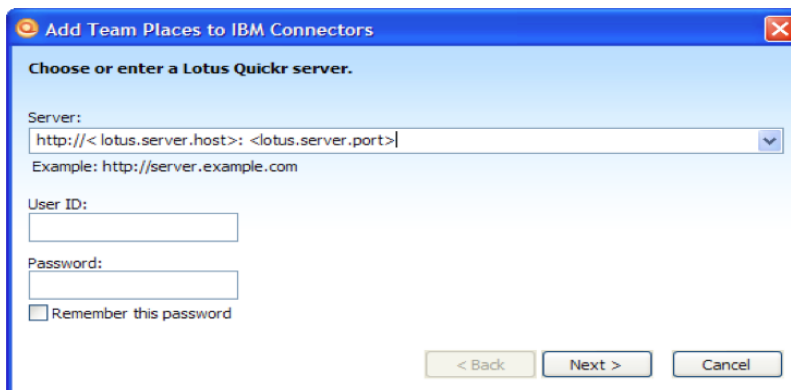 Add Team Places to IBM Connectors
Choose or enter a Lotus Quickr server.
Server:
http://< lotus.server.host>: <lotus.server.port>
Example: http://server.example.com
User ID:
Password:
Remember this password
< Back Next > Cancel